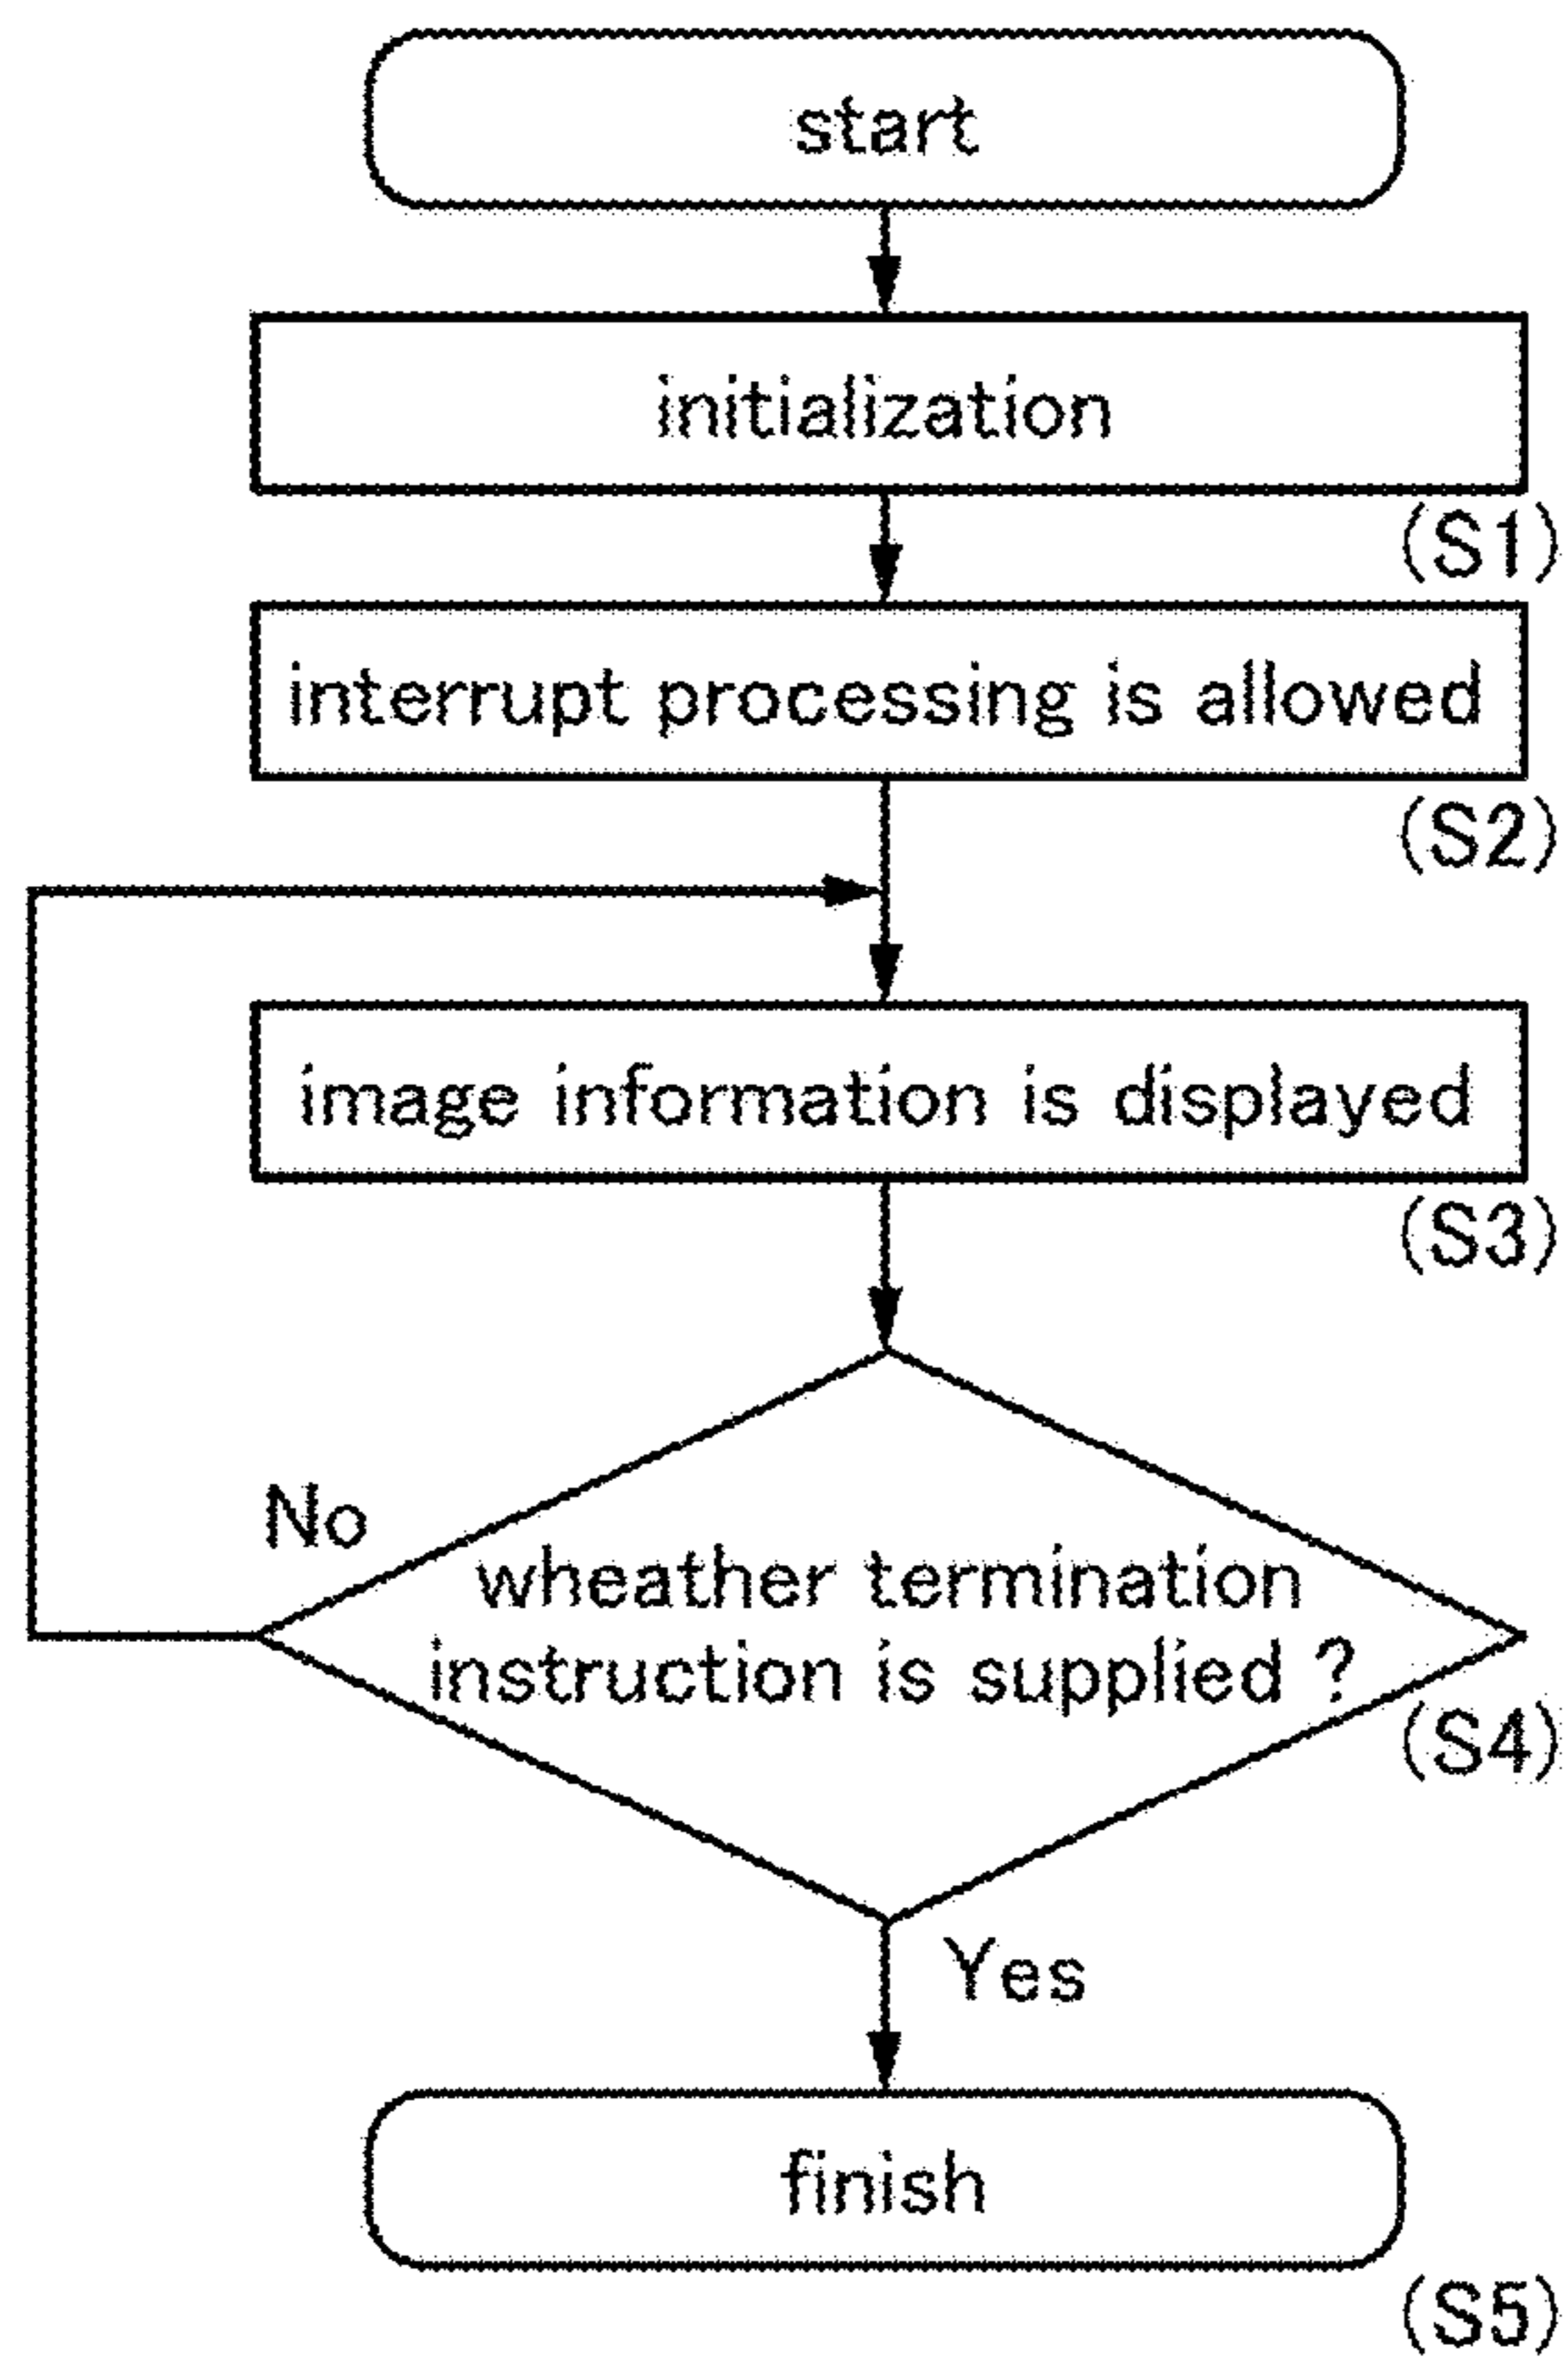 start
initialization
(S1)
interrupt processing is allowed
(S2)
image information is displayed
(S3)
No
wheather termination
instruction is supplied ?
(S4)
Yes
finish
(S5)